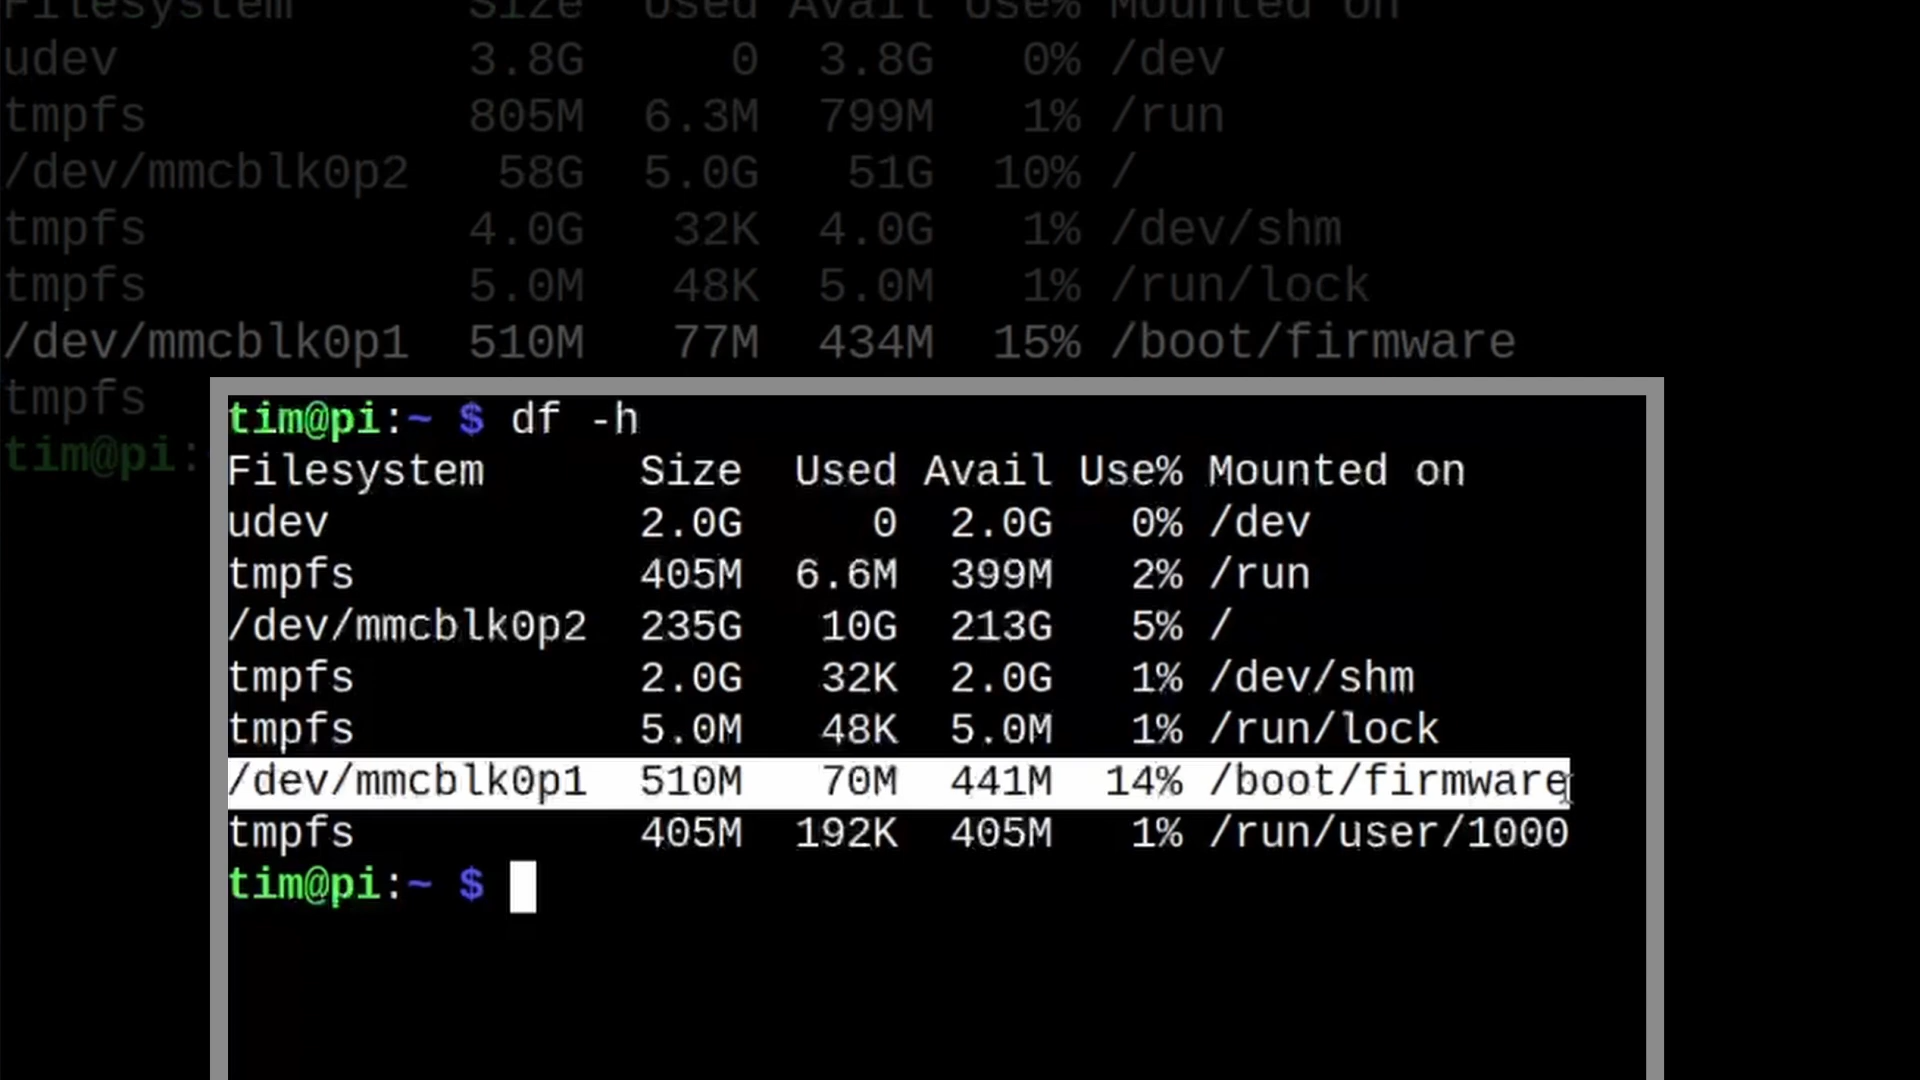 Filesystem Size Used Avail Use% Mounted on
udev 3.8G 0 3.8G 0% /dev
tmpfs 805M 6.3M 799M 1% /run
/dev/mmcblk0p2 58G 5.0G 51G 10% /
tmpfs 4.0G 32K 4.0G 1% /dev/shm
tmpfs 5.0M 48K 5.0M 1% /run/lock
/dev/mmcblk0p1 510M 77M 434M 15% /boot/firmware
tmpfs
tim@pi:
tim@pi:~ $ df -h
Filesystem Size Used Avail Use% Mounted on
udev 2.0G 0 2.0G 0% /dev
tmpfs 405M 6.6M 399M 2% /run
/dev/mmcblk0p2 235G 10G 213G 5% /
tmpfs 2.0G 32K 2.0G 1% /dev/shm
tmpfs 5.0M 48K 5.0M 1% /run/lock
/dev/mmcblk0p1 510M 70M 441M 14% /boot/firmware
tmpfs 405M 192K 405M 1% /run/user/1000
tim@pi:~ $